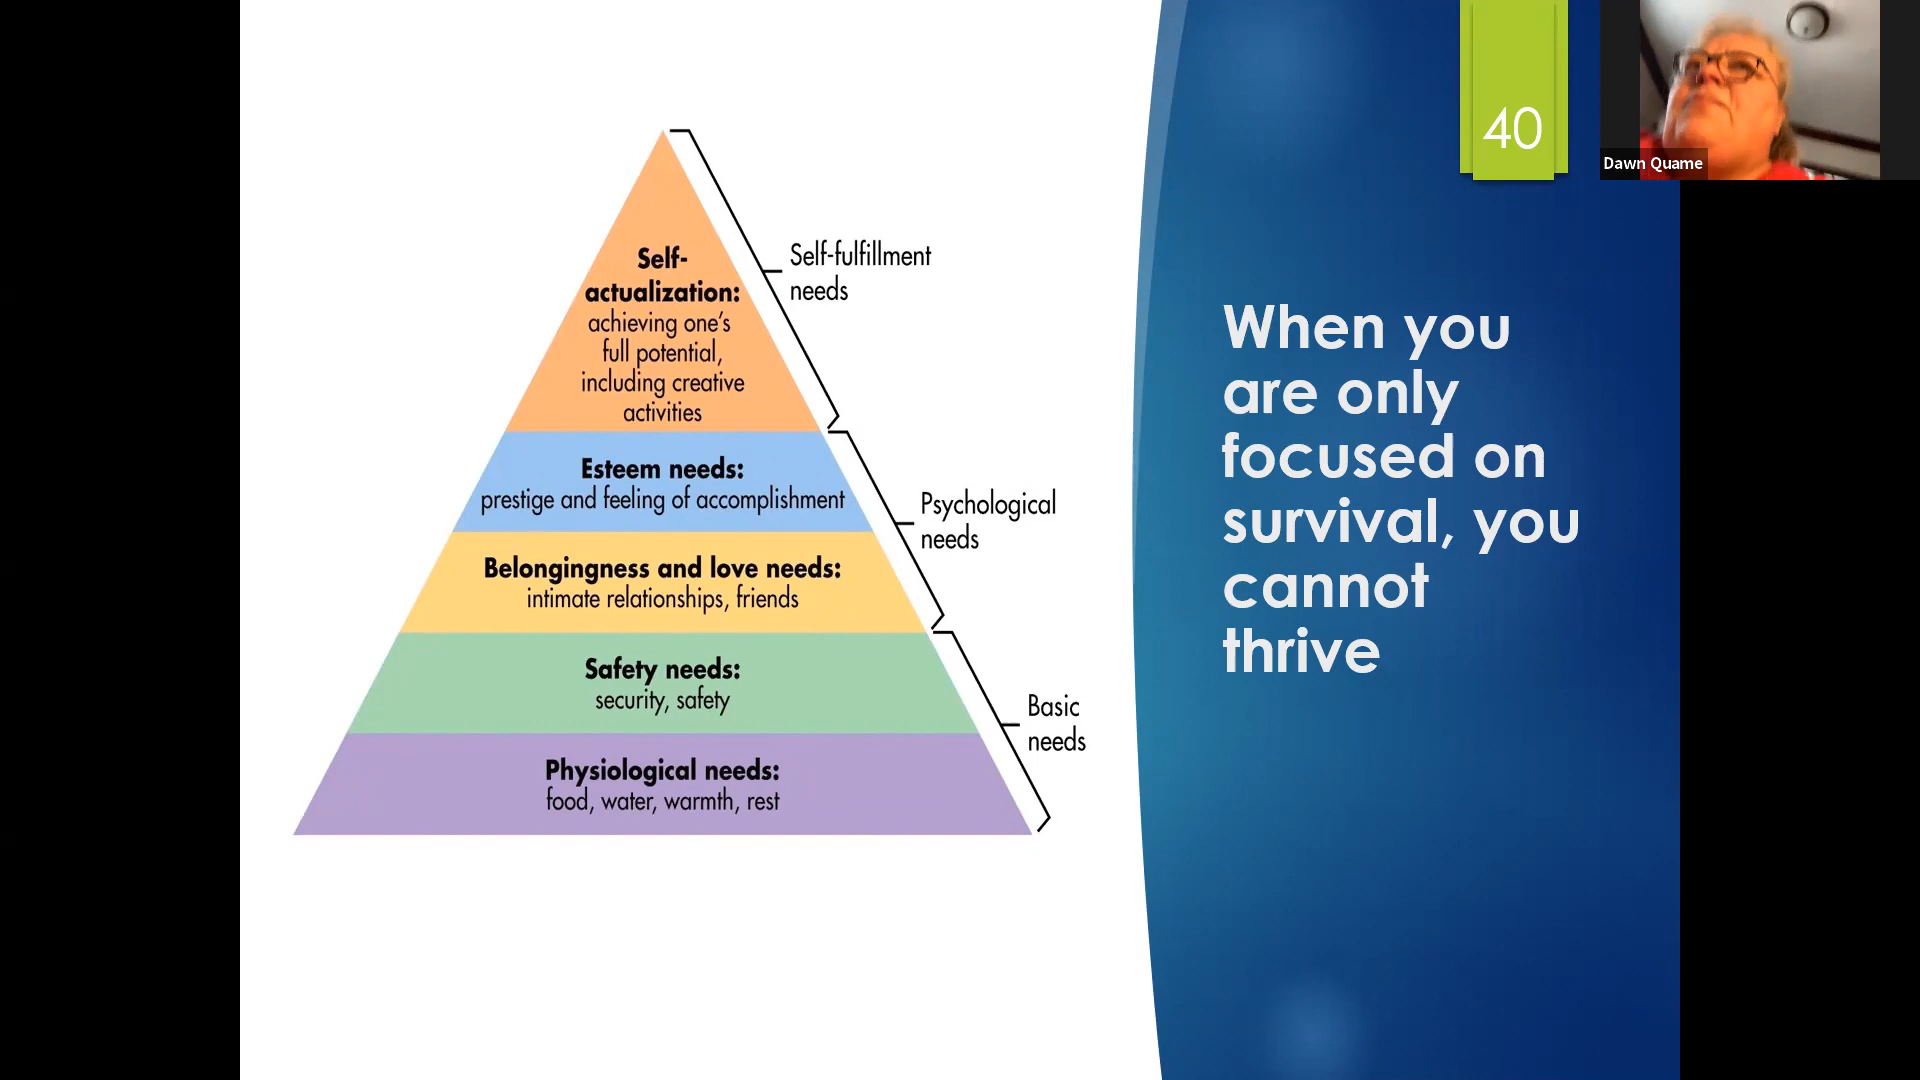 Self-
actualization:
achieving one's
full potential,
including creative
activities
Esteem needs:
prestige and feeling of accomplishment
Belongingness and love needs:
intimate relationships, friends
Safety needs:
security, safety
Physiological needs:
food, water, warmth, rest
Self-fulfillment
needs
Psychological
needs
Basic
needs
When you
are only
focused on
survival, you
cannot
thrive
40
Dawn Quame